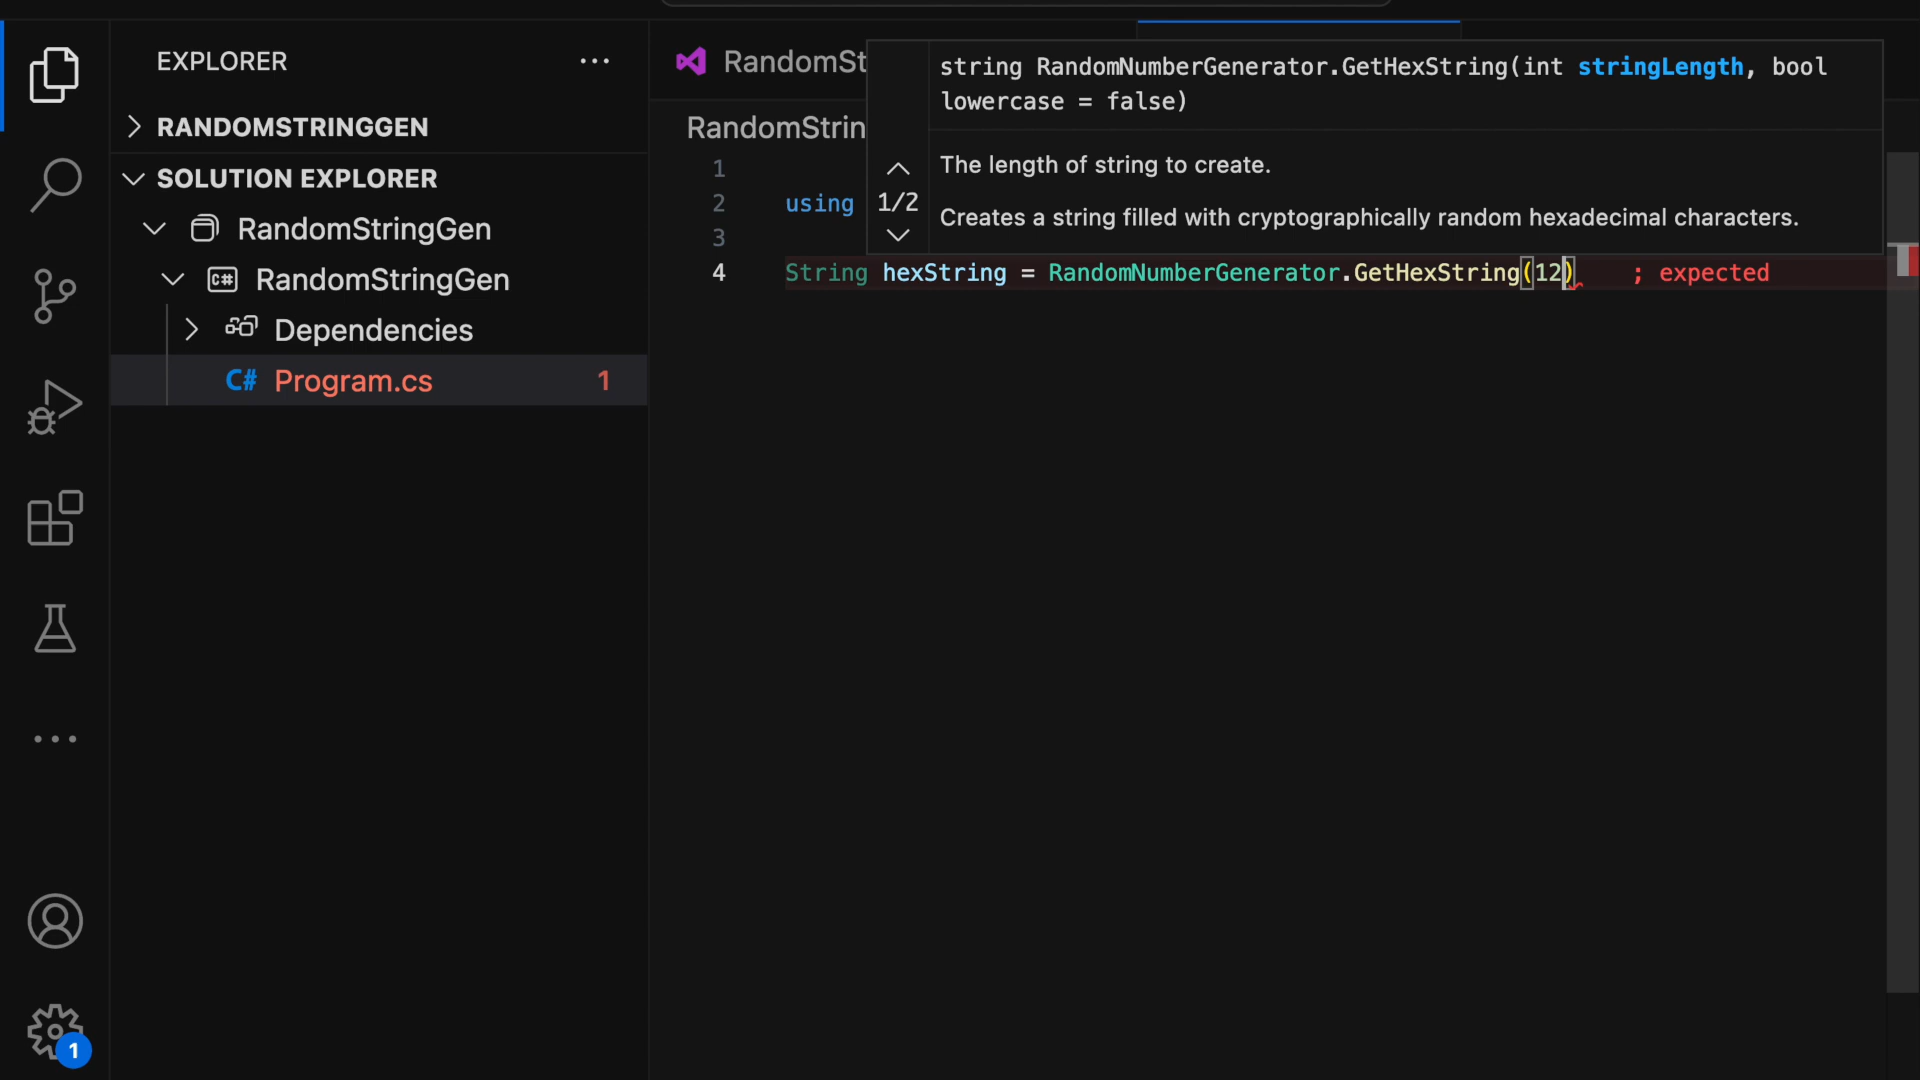 EXPLORER
RANDOMSTRINGGEN
SOLUTION EXPLORER
RandomStringGen
C# RandomStringGen
Dependencies
C# Program.cs 1
1
RandomSt
RandomStrin
string RandomNumberGenerator.GetHexString(int stringLength, bool
lowercase = false)
1/2
The length of string to create.
Creates a string filled with cryptographically random hexadecimal characters.
1
2 using
3
4 String hexString = RandomNumberGenerator.GetHexString(12) ; expected